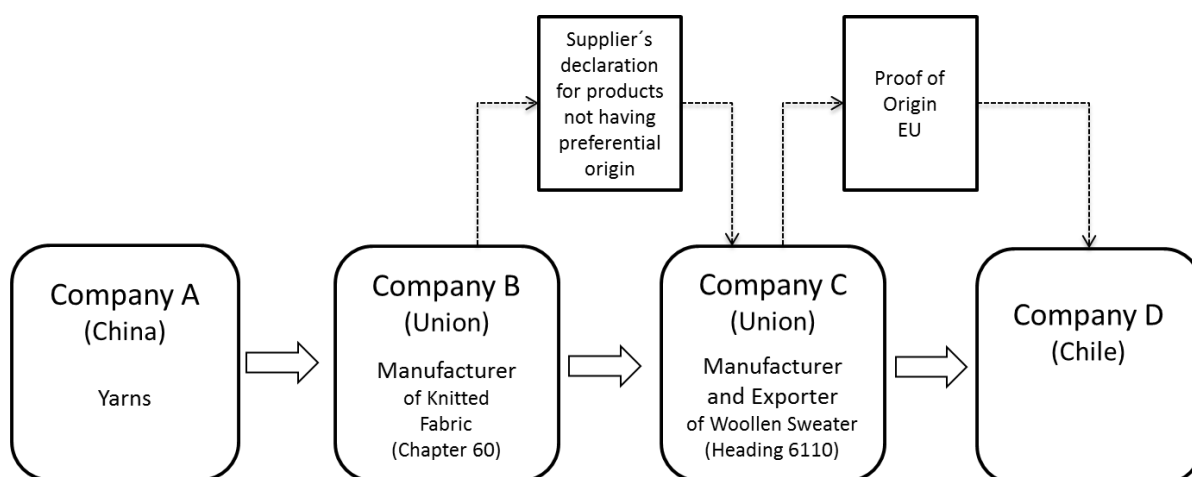 Supplier´s
declaration
for products
not having
preferential
origin
Proof of
Origin
EU
Company A
(China)
Yarns
Company B
(Union)
Manufacturer
of Knitted
Fabric
(Chapter 60)
Company C
(Union)
Manufacturer
and Exporter
of Woollen Sweater
(Heading 6110)
Company D
(Chile)